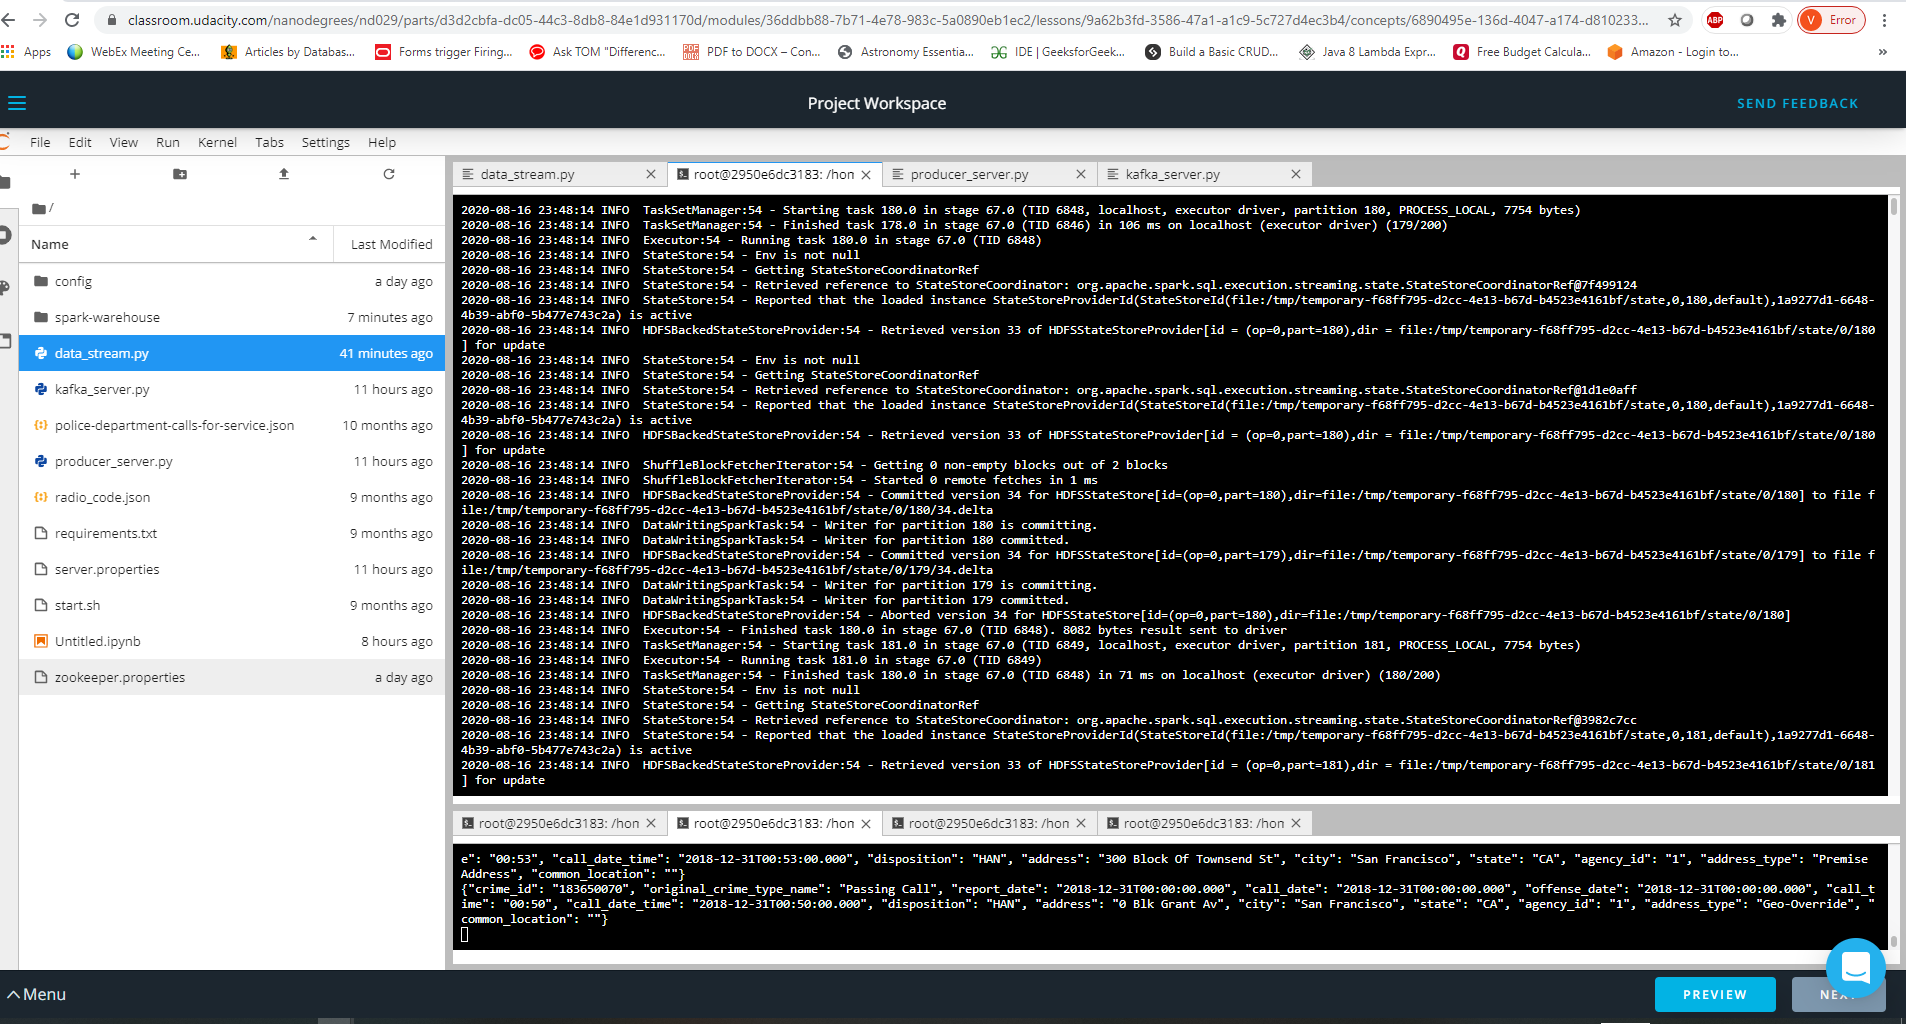 classroom.udacity.com/nanodegrees/nd029/parts/d3d2cbfa-dc05-44c3-8db8-84e1d931170d/modules/36ddbb88-7b71-4e78-983c-5a0890eb1ec2/lessons/9a62b3fd-3586-47a1-a1c9-5c727d4ec3b4/concepts/6890495e-136d-4047-a174-d810233...
ABP
V Error
Apps WebEx Meeting Ce... Articles by Databas... Forms trigger Firing... Ask TOM "Differenc... PDF to DOCX – Con... Astronomy Essentia... IDE | GeeksforGeek... Build a Basic CRUD... Java 8 Lambda Expr... Free Budget Calcula... Amazon - Login to... »
Project Workspace
SEND FEEDBACK
File Edit View Run Kernel Tabs Settings Help
data_stream.py root@2950e6dc3183: /hon producer_server.py kafka_server.py
/
Name Last Modified
config a day ago
spark-warehouse 7 minutes ago
data_stream.py 41 minutes ago
kafka_server.py 11 hours ago
police-department-calls-for-service.json 10 months ago
producer_server.py 11 hours ago
radio_code.json 9 months ago
requirements.txt 9 months ago
server.properties 11 hours ago
start.sh 9 months ago
Untitled.ipynb 8 hours ago
zookeeper.properties a day ago
2020-08-16 23:48:14 INFO  TaskSetManager:54 - Starting task 180.0 in stage 67.0 (TID 6848, localhost, executor driver, partition 180, PROCESS_LOCAL, 7754 bytes)
2020-08-16 23:48:14 INFO  TaskSetManager:54 - Finished task 178.0 in stage 67.0 (TID 6846) in 106 ms on localhost (executor driver) (179/200)
2020-08-16 23:48:14 INFO  Executor:54 - Running task 180.0 in stage 67.0 (TID 6848)
2020-08-16 23:48:14 INFO  StateStore:54 - Env is not null
2020-08-16 23:48:14 INFO  StateStore:54 - Getting StateStoreCoordinatorRef
2020-08-16 23:48:14 INFO  StateStore:54 - Retrieved reference to StateStoreCoordinator: org.apache.spark.sql.execution.streaming.state.StateStoreCoordinatorRef@7f499124
2020-08-16 23:48:14 INFO  StateStore:54 - Reported that the loaded instance StateStoreProviderId(StateStoreId(file:/tmp/temporary-f68ff795-d2cc-4e13-b67d-b4523e4161bf/state,0,180,default),1a9277d1-6648-
4b39-abf0-5b477e743c2a) is active
2020-08-16 23:48:14 INFO  HDFSBackedStateStoreProvider:54 - Retrieved version 33 of HDFSStateStoreProvider[id = (op=0,part=180),dir = file:/tmp/temporary-f68ff795-d2cc-4e13-b67d-b4523e4161bf/state/0/180
] for update
2020-08-16 23:48:14 INFO  StateStore:54 - Env is not null
2020-08-16 23:48:14 INFO  StateStore:54 - Getting StateStoreCoordinatorRef
2020-08-16 23:48:14 INFO  StateStore:54 - Retrieved reference to StateStoreCoordinator: org.apache.spark.sql.execution.streaming.state.StateStoreCoordinatorRef@1d1e0aff
2020-08-16 23:48:14 INFO  StateStore:54 - Reported that the loaded instance StateStoreProviderId(StateStoreId(file:/tmp/temporary-f68ff795-d2cc-4e13-b67d-b4523e4161bf/state,0,180,default),1a9277d1-6648-
4b39-abf0-5b477e743c2a) is active
2020-08-16 23:48:14 INFO  HDFSBackedStateStoreProvider:54 - Retrieved version 33 of HDFSStateStoreProvider[id = (op=0,part=180),dir = file:/tmp/temporary-f68ff795-d2cc-4e13-b67d-b4523e4161bf/state/0/180
] for update
2020-08-16 23:48:14 INFO  ShuffleBlockFetcherIterator:54 - Getting 0 non-empty blocks out of 2 blocks
2020-08-16 23:48:14 INFO  ShuffleBlockFetcherIterator:54 - Started 0 remote fetches in 1 ms
2020-08-16 23:48:14 INFO  HDFSBackedStateStoreProvider:54 - Committed version 34 for HDFSStateStore[id=(op=0,part=180),dir=file:/tmp/temporary-f68ff795-d2cc-4e13-b67d-b4523e4161bf/state/0/180] to file f
ile:/tmp/temporary-f68ff795-d2cc-4e13-b67d-b4523e4161bf/state/0/180/34.delta
2020-08-16 23:48:14 INFO  DataWritingSparkTask:54 - Writer for partition 180 is committing.
2020-08-16 23:48:14 INFO  DataWritingSparkTask:54 - Writer for partition 180 committed.
2020-08-16 23:48:14 INFO  HDFSBackedStateStoreProvider:54 - Committed version 34 for HDFSStateStore[id=(op=0,part=179),dir=file:/tmp/temporary-f68ff795-d2cc-4e13-b67d-b4523e4161bf/state/0/179] to file f
ile:/tmp/temporary-f68ff795-d2cc-4e13-b67d-b4523e4161bf/state/0/179/34.delta
2020-08-16 23:48:14 INFO  DataWritingSparkTask:54 - Writer for partition 179 is committing.
2020-08-16 23:48:14 INFO  DataWritingSparkTask:54 - Writer for partition 179 committed.
2020-08-16 23:48:14 INFO  HDFSBackedStateStoreProvider:54 - Aborted version 34 for HDFSStateStore[id=(op=0,part=180),dir=file:/tmp/temporary-f68ff795-d2cc-4e13-b67d-b4523e4161bf/state/0/180]
2020-08-16 23:48:14 INFO  Executor:54 - Finished task 180.0 in stage 67.0 (TID 6848). 8082 bytes result sent to driver
2020-08-16 23:48:14 INFO  TaskSetManager:54 - Starting task 181.0 in stage 67.0 (TID 6849, localhost, executor driver, partition 181, PROCESS_LOCAL, 7754 bytes)
2020-08-16 23:48:14 INFO  Executor:54 - Running task 181.0 in stage 67.0 (TID 6849)
2020-08-16 23:48:14 INFO  TaskSetManager:54 - Finished task 180.0 in stage 67.0 (TID 6848) in 71 ms on localhost (executor driver) (180/200)
2020-08-16 23:48:14 INFO  StateStore:54 - Env is not null
2020-08-16 23:48:14 INFO  StateStore:54 - Getting StateStoreCoordinatorRef
2020-08-16 23:48:14 INFO  StateStore:54 - Retrieved reference to StateStoreCoordinator: org.apache.spark.sql.execution.streaming.state.StateStoreCoordinatorRef@3982c7cc
2020-08-16 23:48:14 INFO  StateStore:54 - Reported that the loaded instance StateStoreProviderId(StateStoreId(file:/tmp/temporary-f68ff795-d2cc-4e13-b67d-b4523e4161bf/state,0,181,default),1a9277d1-6648-
4b39-abf0-5b477e743c2a) is active
2020-08-16 23:48:14 INFO  HDFSBackedStateStoreProvider:54 - Retrieved version 33 of HDFSStateStoreProvider[id = (op=0,part=181),dir = file:/tmp/temporary-f68ff795-d2cc-4e13-b67d-b4523e4161bf/state/0/181
] for update
root@2950e6dc3183: /hon root@2950e6dc3183: /hon root@2950e6dc3183: /hon root@2950e6dc3183: /hon
e": "00:53", "call_date_time": "2018-12-31T00:53:00.000", "disposition": "HAN", "address": "300 Block Of Townsend St", "city": "San Francisco", "state": "CA", "agency_id": "1", "address_type": "Premise
Address", "common_location": ""}
{"crime_id": "183650070", "original_crime_type_name": "Passing Call", "report_date": "2018-12-31T00:00:00.000", "call_date": "2018-12-31T00:00:00.000", "offense_date": "2018-12-31T00:00:00.000", "call_t
ime": "00:50", "call_date_time": "2018-12-31T00:50:00.000", "disposition": "HAN", "address": "0 Blk Grant Av", "city": "San Francisco", "state": "CA", "agency_id": "1", "address_type": "Geo-Override", "
common_location": ""}
Menu
PREVIEW
NEXT